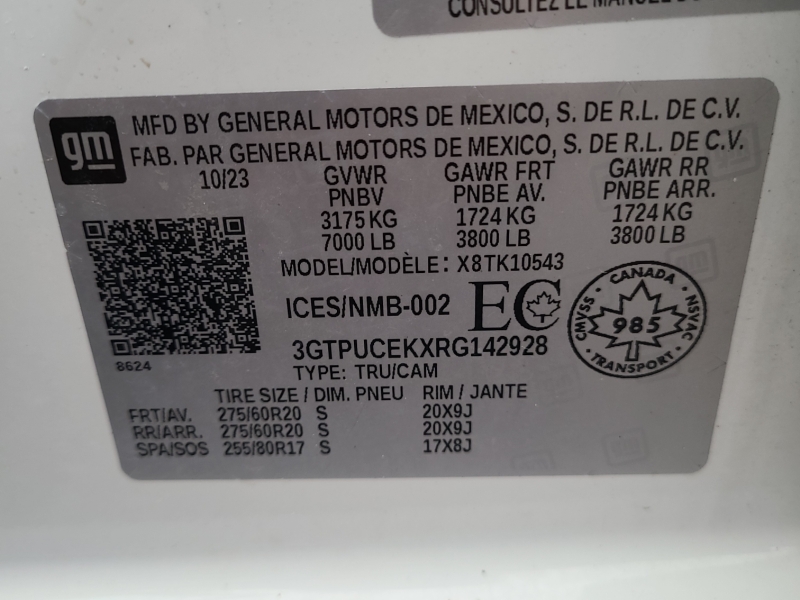 CONSULTEZ LE MANUEL
gm
MFD BY GENERAL MOTORS DE MEXICO, S. DE R.L. DE C.V.
FAB. PAR GENERAL MOTORS DE MEXICO, S. DE R.L. DE C.V.
10/23 GVWR GAWR FRT GAWR RR
PNBV PNBE AV. PNBE ARR.
3175 KG 1724 KG 1724 KG
7000 LB 3800 LB 3800 LB
MODEL/MODÈLE: X8TK10543
ICES/NMB-002 EC
CANADA
CMVSS 985 NSVAC
TRANSPORT
3GTPUCEKXRG142928
8624
TYPE: TRU/CAM
TIRE SIZE / DIM. PNEU RIM / JANTE
FRT/AV. 275/60R20 S 20X9J
RR/ARR. 275/60R20 S 20X9J
SPA/SOS 255/80R17 S 17X8J